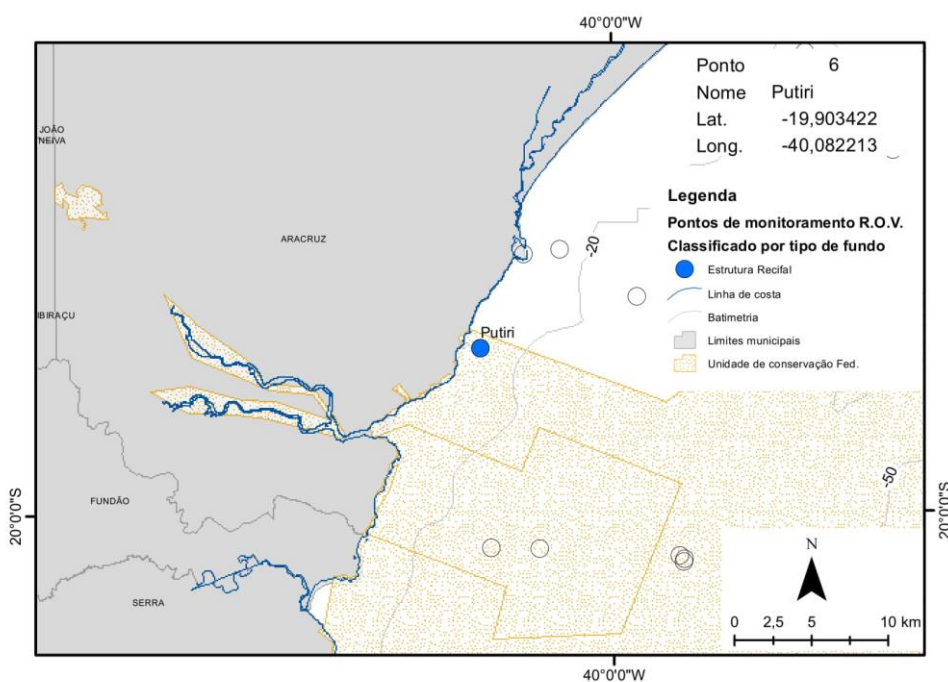 40°0'0"W
Ponto 6
Nome Putiri
Lat. -19,903422
Long. -40,082213
JOÃO
NEIVA
Legenda
Pontos de monitoramento R.O.V.
Classificado por tipo de fundo
Estrutura Recifal
Linha de costa
Batimetria
Limites municipais
Unidade de conservação Fed.
ARACRUZ
-20
IBIRAÇU
Putiri
-50
FUNDÃO
20°0'0"S
20°0'0"S
SERRA
N
0 2,5 5 10 km
40°0'0"W